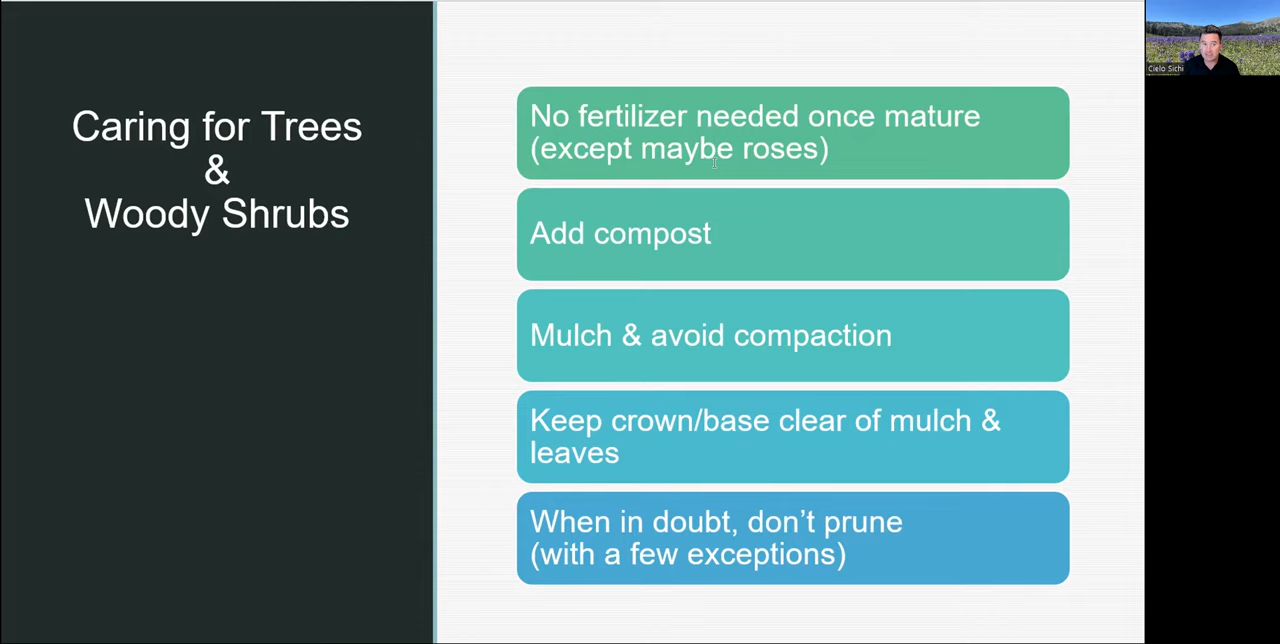 Caring for Trees
&
Woody Shrubs
No fertilizer needed once mature
(except maybe roses)
Add compost
Mulch & avoid compaction
Keep crown/base clear of mulch &
leaves
When in doubt, don’t prune
(with a few exceptions)
Cielo Sichi